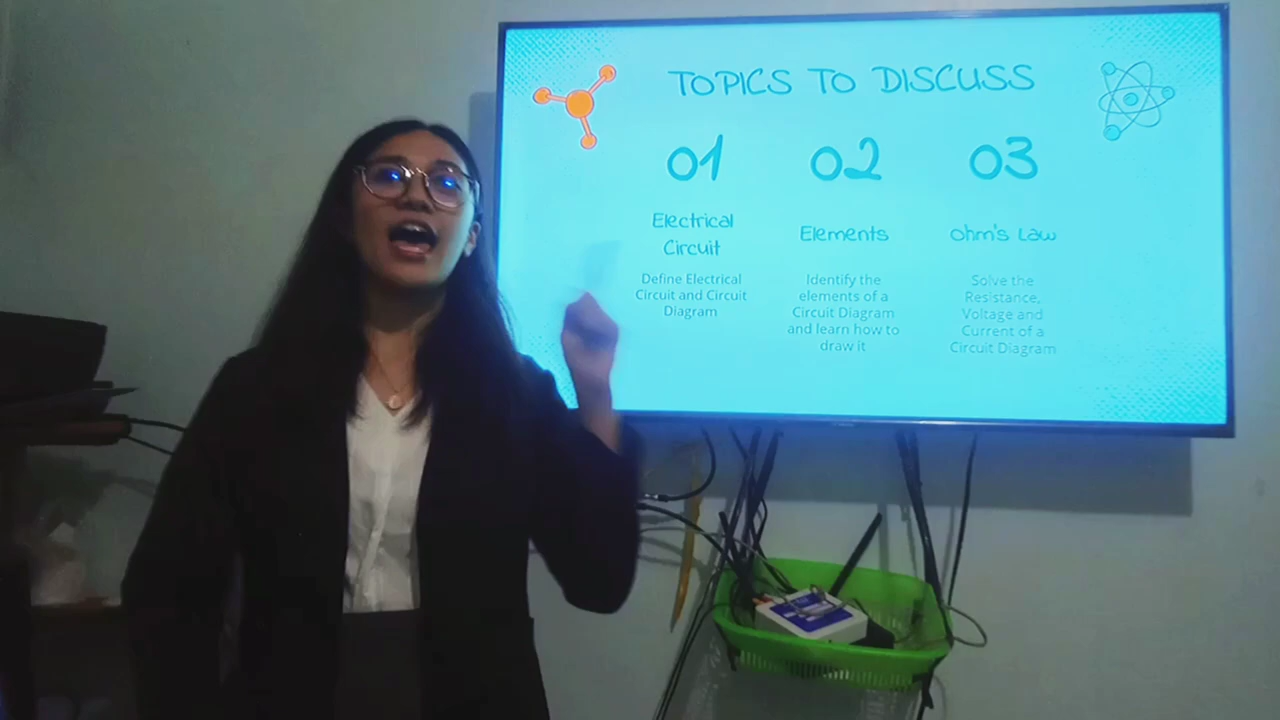 TOPICS TO DISCUSS
01
Electrical
Circuit
Define Electrical
Circuit and Circuit
Diagram
02
Elements
Identify the
elements of a
Circuit Diagram
and learn how to
draw it
03
Ohm's Law
Solve the
Resistance,
Voltage and
Current of a
Circuit Diagram